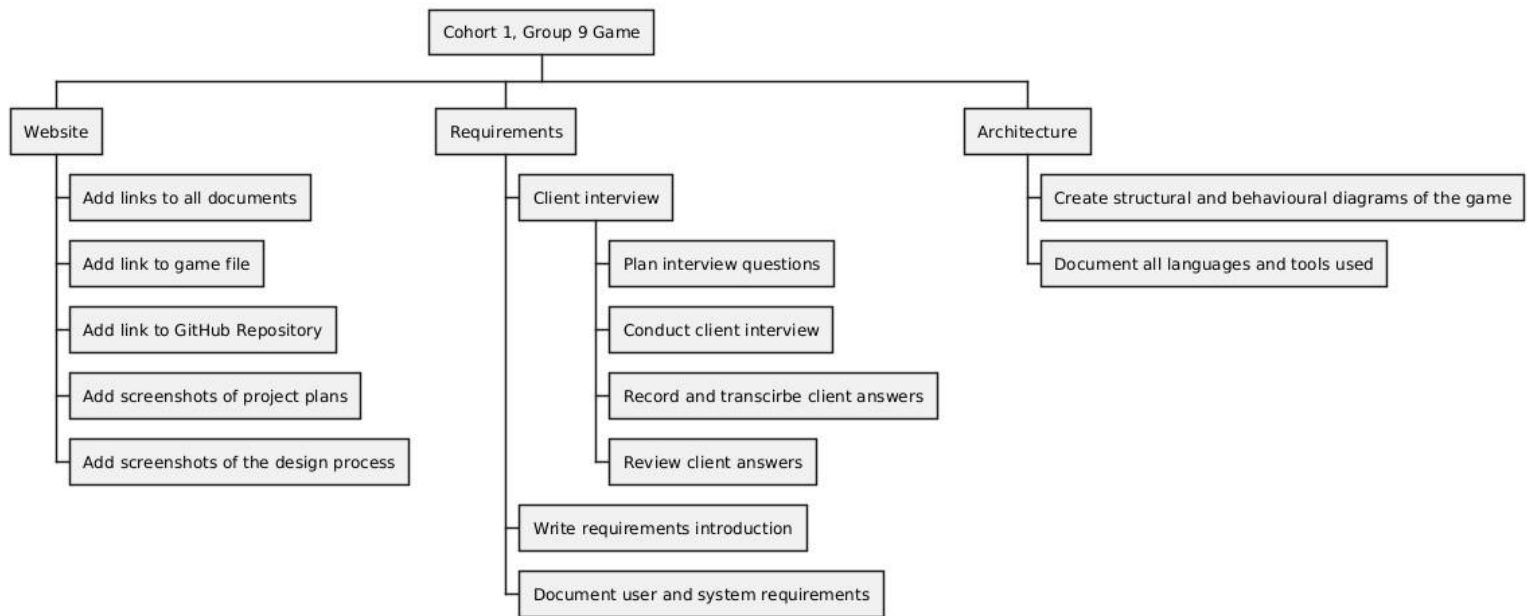 Cohort 1, Group 9 Game
Website
Add links to all documents
Add link to game file
Add link to GitHub Repository
Add screenshots of project plans
Add screenshots of the design process
Requirements
Client interview
Plan interview questions
Conduct client interview
Record and transcirbe client answers
Review client answers
Write requirements introduction
Document user and system requirements
Architecture
Create structural and behavioural diagrams of the game
Document all languages and tools used